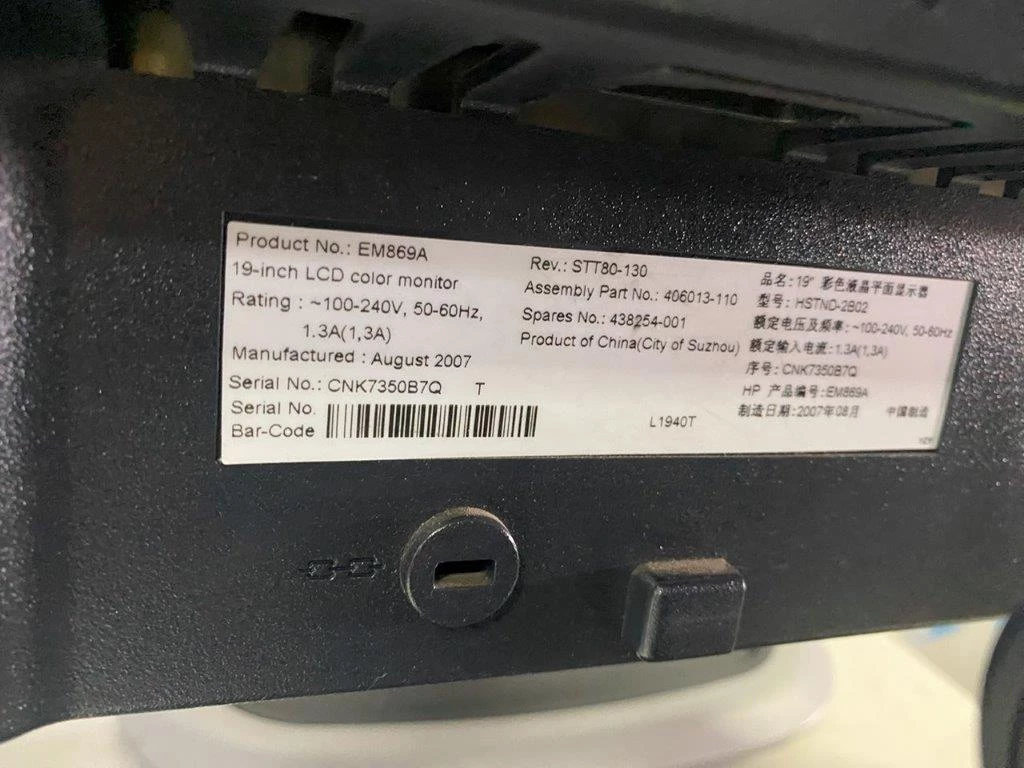 Product No.: EM869A
19-inch LCD color monitor
Rating : ~100-240V, 50-60Hz,
1.3A(1,3A)
Manufactured : August 2007
Serial No.: CNK7350B7Q T
Serial No.
Bar-Code
Rev.: STT80-130
Assembly Part No.: 406013-110
Spares No.: 438254-001
Product of China(City of Suzhou)
L1940T
品名:19" 彩色液晶平面显示器
型号: HSTND-2B02
额定电压及频率:~100-240V, 50-60Hz
额定输入电流:1.3A(1,3A)
序号: CNK7350B7Q
HP 产品编号:EM869A
制造日期:2007年08月 中国制造